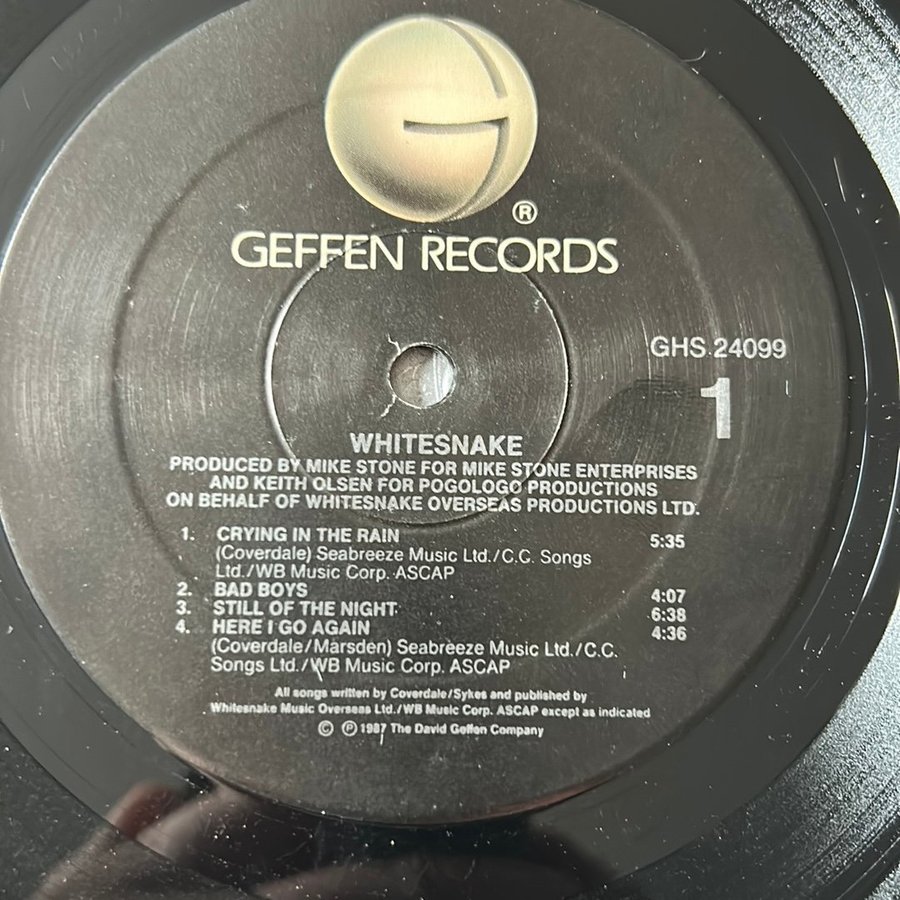 ®
GEFFEN RECORDS
GHS 24099
1
WHITESNAKE
PRODUCED BY MIKE STONE FOR MIKE STONE ENTERPRISES
AND KEITH OLSEN FOR POGOLOGO PRODUCTIONS
ON BEHALF OF WHITESNAKE OVERSEAS PRODUCTIONS LTD.
1. CRYING IN THE RAIN 5:35
(Coverdale) Seabreeze Music Ltd./C.C. Songs
Ltd./WB Music Corp. ASCAP
2. BAD BOYS 4:07
3. STILL OF THE NIGHT 6:38
4. HERE I GO AGAIN 4:36
(Coverdale/Marsden) Seabreeze Music Ltd./C.C.
Songs Ltd./WB Music Corp. ASCAP
All songs written by Coverdale/Sykes and published by
Whitesnake Music Overseas Ltd./WB Music Corp. ASCAP except as indicated
© ℗ 1987 The David Geffen Company